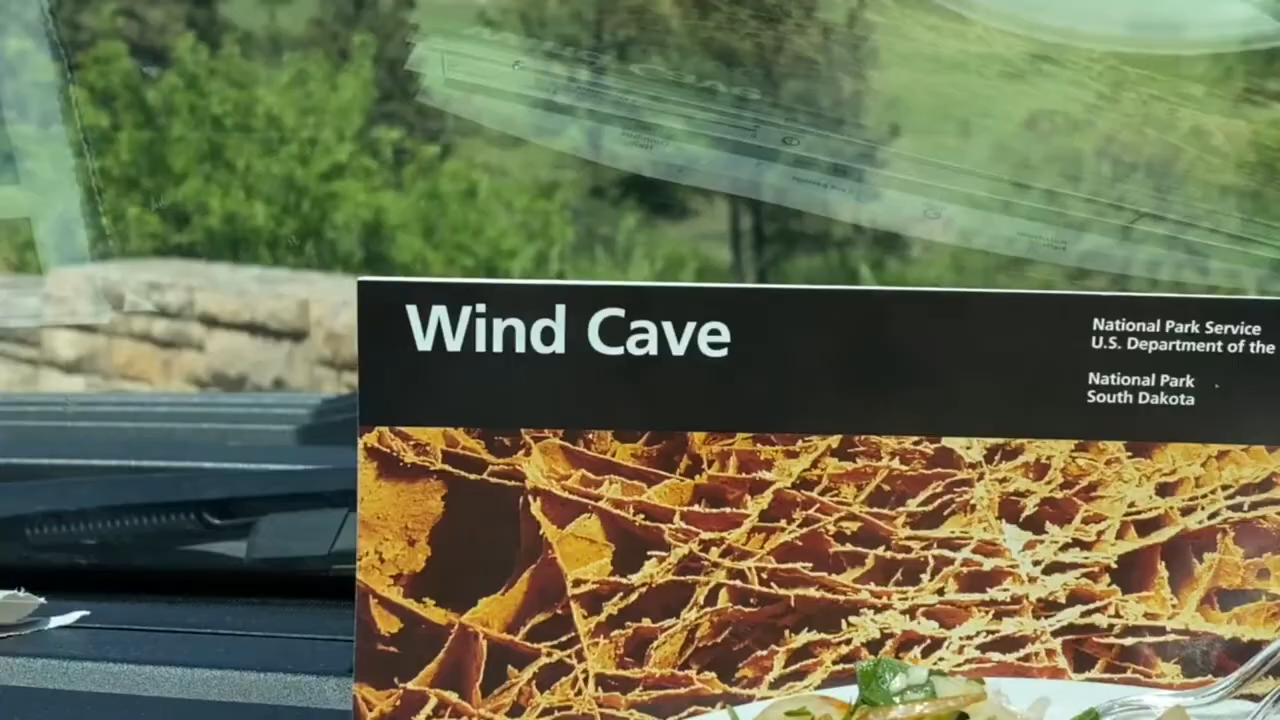 Wind Cave
National Park Service
U.S. Department of the
National Park
South Dakota